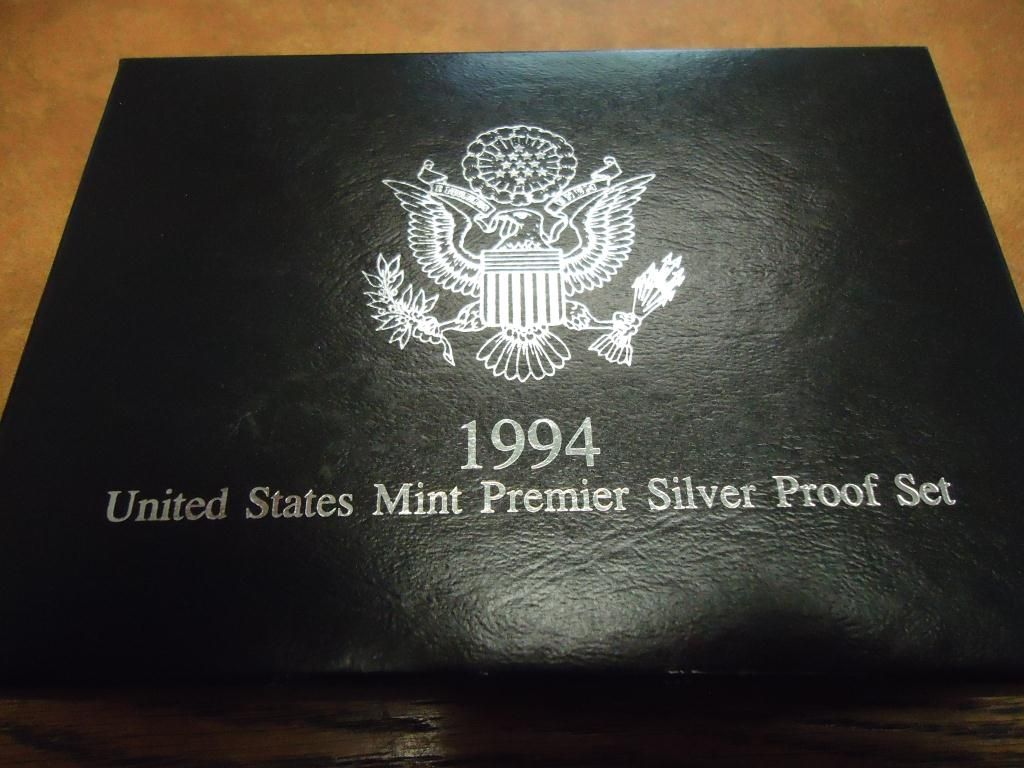 1994
United States Mint Premier Silver Proof Set